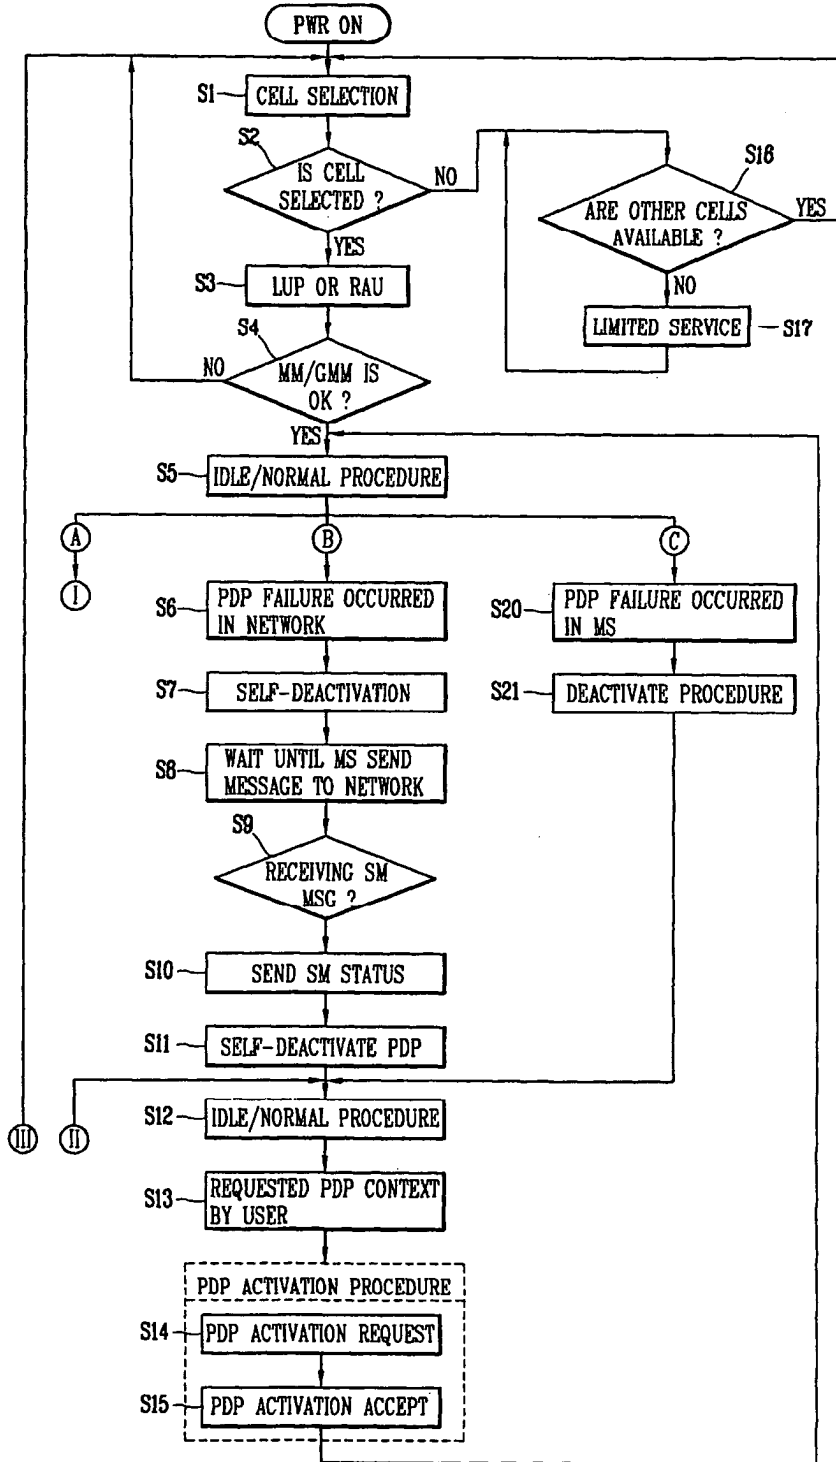 PWR ON
S1
CELL SELECTION
S2
IS CELL
SELECTED ?
NO
YES
S16
ARE OTHER CELLS
AVAILABLE ?
YES
NO
S3
LUP OR RAU
LIMITED SERVICE
S17
S4
MM/GMM IS
OK ?
NO
YES
S5
IDLE/NORMAL PROCEDURE
A
B
C
I
S6
PDP FAILURE OCCURRED
IN NETWORK
S20
PDP FAILURE OCCURRED
IN MS
S7
SELF-DEACTIVATION
S21
DEACTIVATE PROCEDURE
S8
WAIT UNTIL MS SEND
MESSAGE TO NETWORK
S9
RECEIVING SM
MSG ?
S10
SEND SM STATUS
S11
SELF-DEACTIVATE PDP
III
II
S12
IDLE/NORMAL PROCEDURE
S13
REQUESTED PDP CONTEXT
BY USER
PDP ACTIVATION PROCEDURE
S14
PDP ACTIVATION REQUEST
S15
PDP ACTIVATION ACCEPT